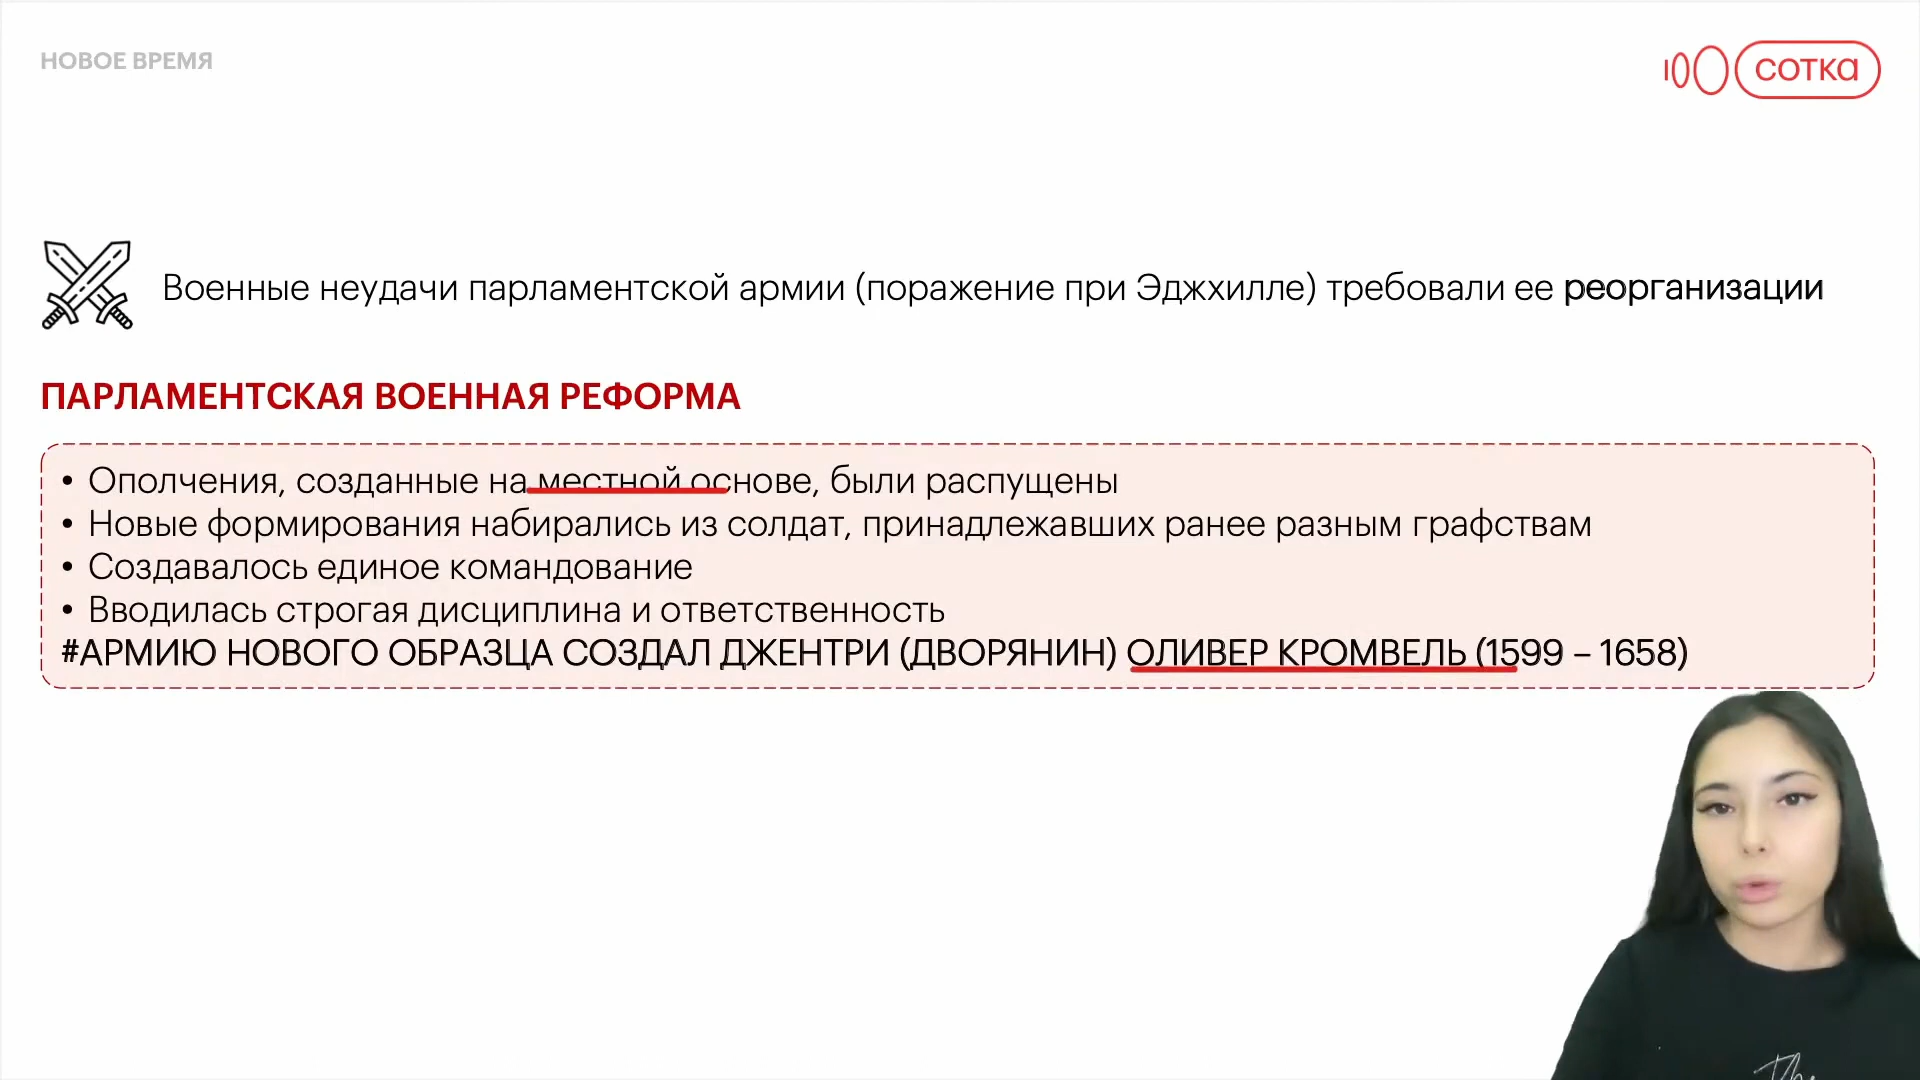 НОВОЕ ВРЕМЯ
100 сотка
Военные неудачи парламентской армии (поражение при Эджхилле) требовали ее реорганизации
ПАРЛАМЕНТСКАЯ ВОЕННАЯ РЕФОРМА
• Ополчения, созданные на местной основе, были распущены
• Новые формирования набирались из солдат, принадлежавших ранее разным графствам
• Создавалось единое командование
• Вводилась строгая дисциплина и ответственность
#АРМИЮ НОВОГО ОБРАЗЦА СОЗДАЛ ДЖЕНТРИ (ДВОРЯНИН) ОЛИВЕР КРОМВЕЛЬ (1599 – 1658)
The